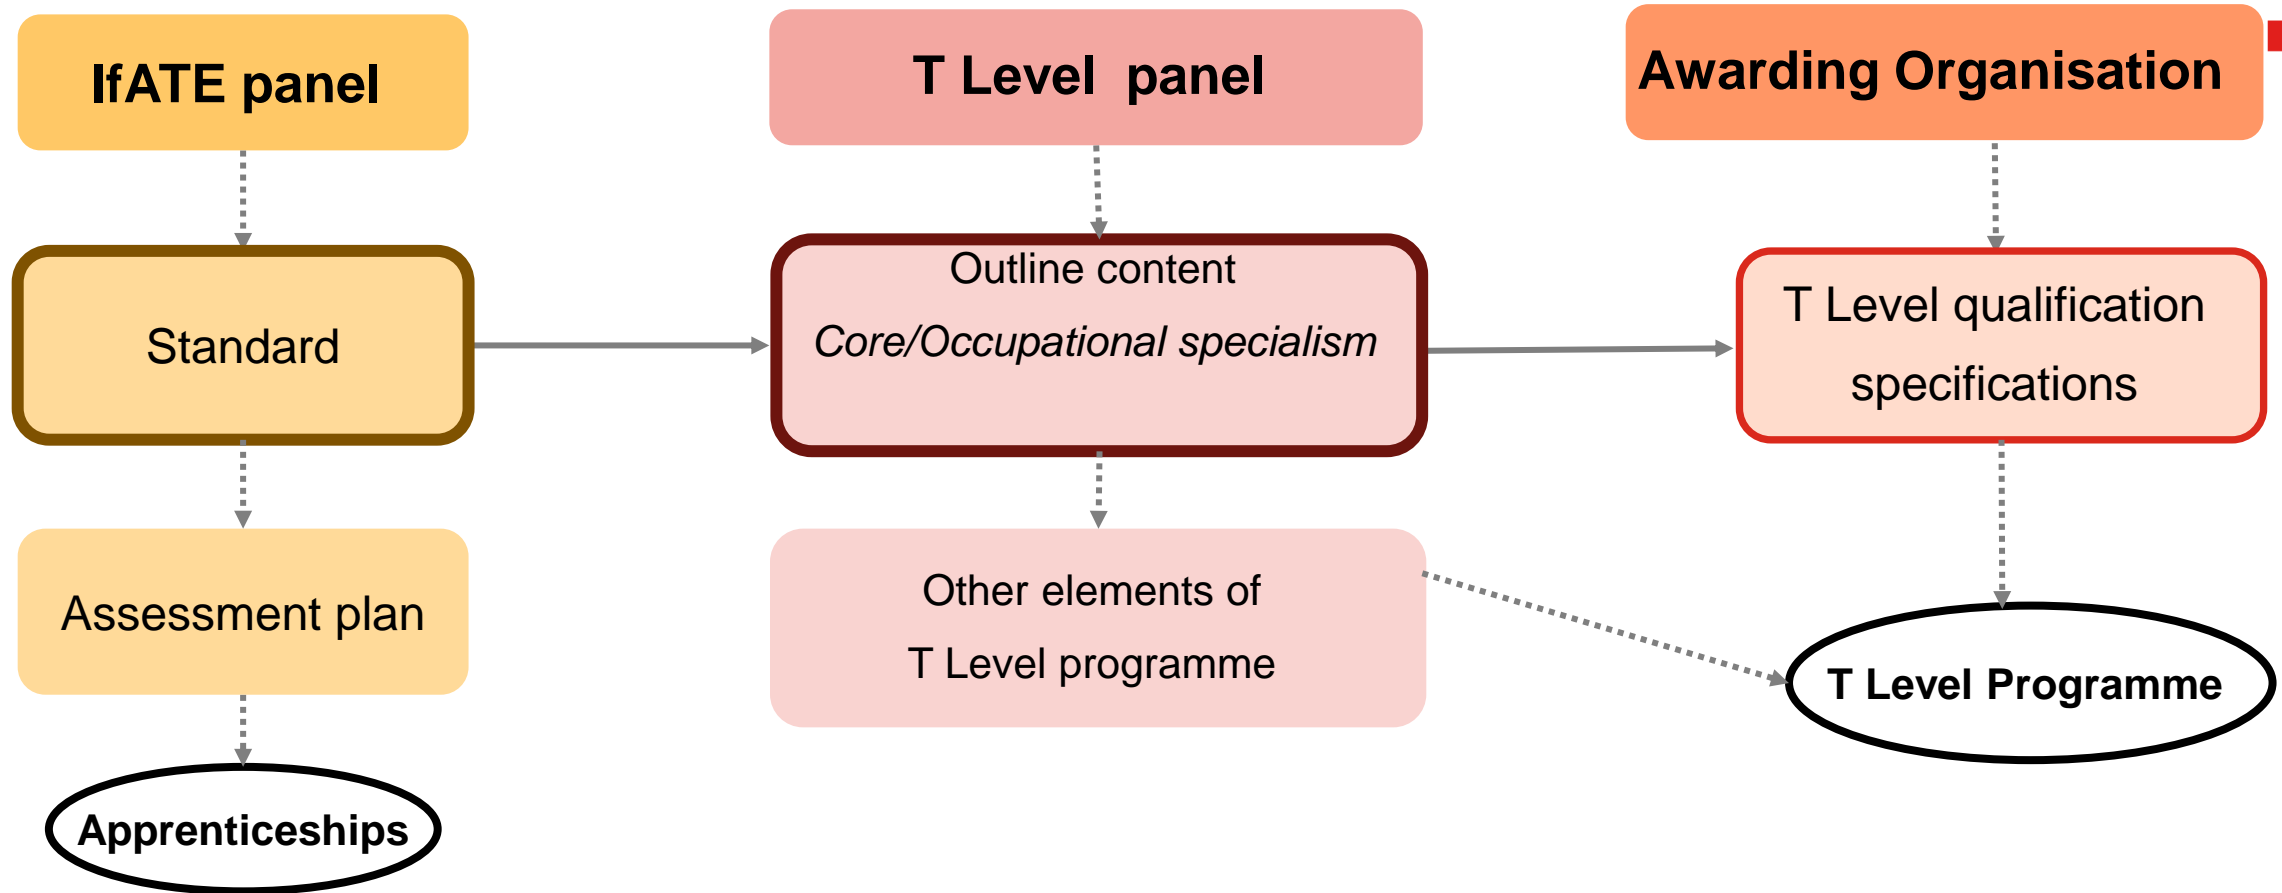 IfATE panel
T Level panel
Awarding Organisation
Standard
Outline content
Core/Occupational specialism
T Level qualification
specifications
Assessment plan
Other elements of
T Level programme
T Level Programme
Apprenticeships